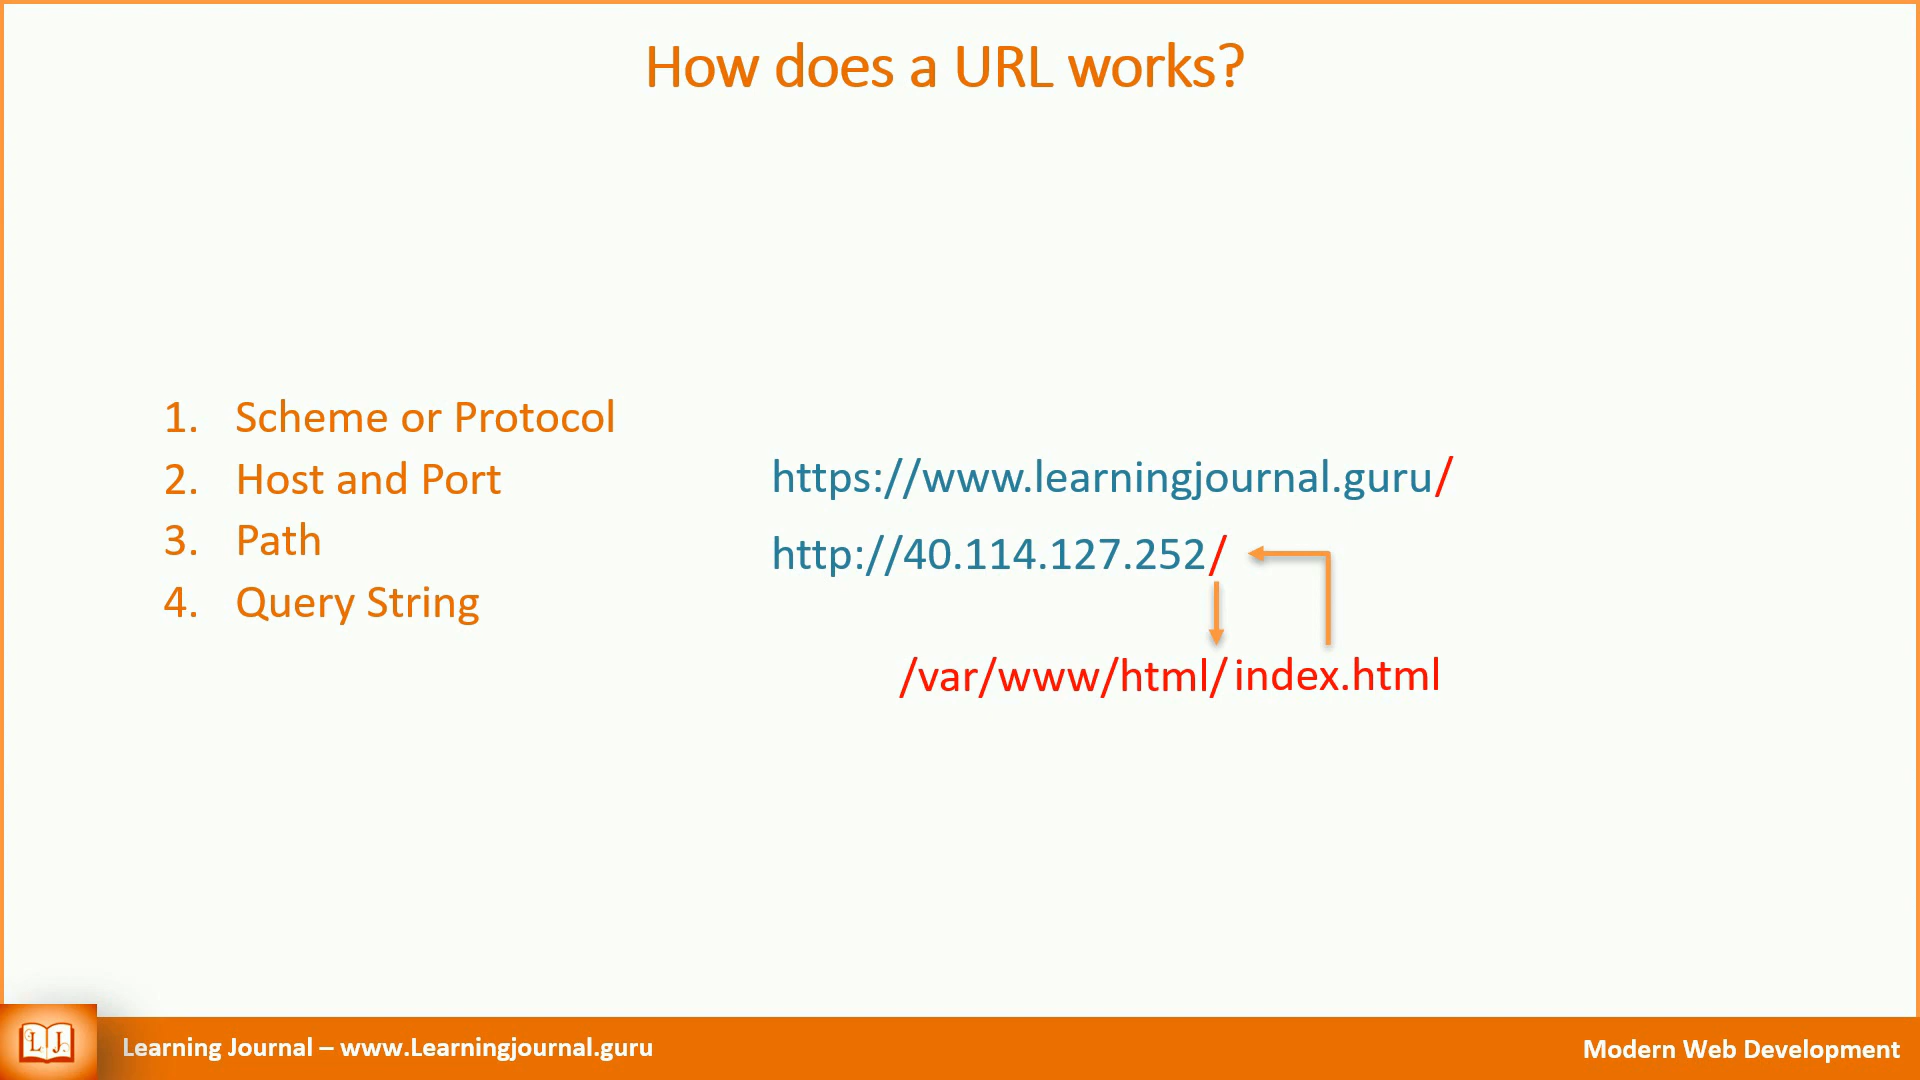 How does a URL works?
1. Scheme or Protocol
2. Host and Port
3. Path
4. Query String
https://www.learningjournal.guru/
http://40.114.127.252/
/var/www/html/index.html
L J.
Learning Journal – www.Learningjournal.guru
Modern Web Development